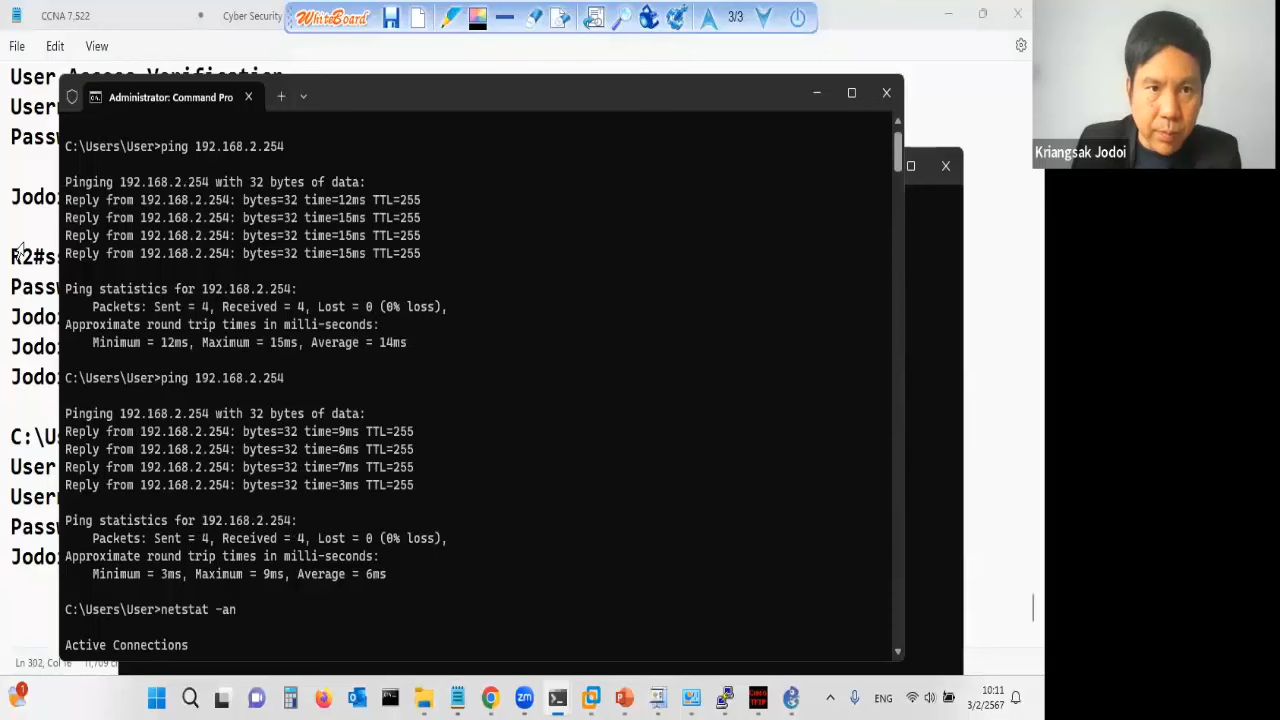 CCNA 7,522
Cyber Security
WhiteBoard
3/3
File Edit View
User Access Verification
Jodo
R2#s
C:\U
User
Administrator: Command Pro
C:\Users\User>ping 192.168.2.254
Pinging 192.168.2.254 with 32 bytes of data:
Reply from 192.168.2.254: bytes=32 time=12ms TTL=255
Reply from 192.168.2.254: bytes=32 time=15ms TTL=255
Reply from 192.168.2.254: bytes=32 time=15ms TTL=255
Reply from 192.168.2.254: bytes=32 time=15ms TTL=255
Ping statistics for 192.168.2.254:
Packets: Sent = 4, Received = 4, Lost = 0 (0% loss),
Approximate round trip times in milli-seconds:
Minimum = 12ms, Maximum = 15ms, Average = 14ms
C:\Users\User>ping 192.168.2.254
Pinging 192.168.2.254 with 32 bytes of data:
Reply from 192.168.2.254: bytes=32 time=9ms TTL=255
Reply from 192.168.2.254: bytes=32 time=6ms TTL=255
Reply from 192.168.2.254: bytes=32 time=7ms TTL=255
Reply from 192.168.2.254: bytes=32 time=3ms TTL=255
Ping statistics for 192.168.2.254:
Packets: Sent = 4, Received = 4, Lost = 0 (0% loss),
Approximate round trip times in milli-seconds:
Minimum = 3ms, Maximum = 9ms, Average = 6ms
C:\Users\User>netstat -an
Active Connections
Kriangsak Jodoi
ENG
10:11
3/2/2567